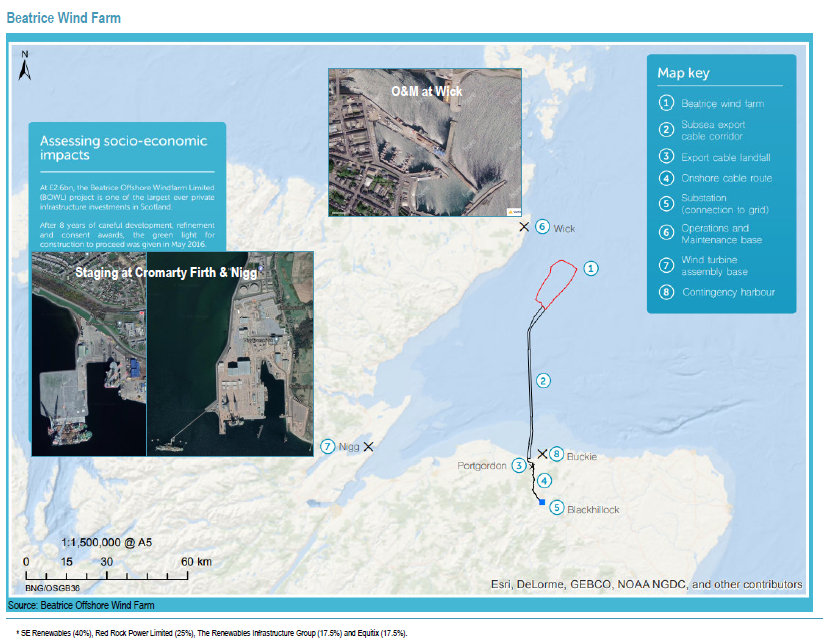 Beatrice Wind Farm
N
O&M at Wick
Map key
1 Beatrice wind farm
2 Subsea export
cable corridor
3 Export cable landfall
4 Onshore cable route
5 Substation
(connection to grid)
6 Operations and
Maintenance base
7 Wind turbine
assembly base
8 Contingency harbour
Assessing socio-economic
impacts
At £2.6bn, the Beatrice Offshore Windfarm Limited
(BOWL) project is one of the largest ever private
infrastructure investments in Scotland.
After 8 years of careful development, refinement
and consent awards, the green light for
construction to proceed was given in May 2016.
Staging at Cromarty Firth & Nigg
6 Wick
1
2
7 Nigg
8 Buckie
Portgordon 3
4
5 Blackhillock
1:1,500,000 @ A5
0 15 30 60 km
BNG/OSGB36
Esri, DeLorme, GEBCO, NOAA NGDC, and other contributors
Source: Beatrice Offshore Wind Farm
SE Renewables (40%), Red Rock Power Limited (25%), The Renewables Infrastructure Group (17.5%) and Equitix (17.5%).